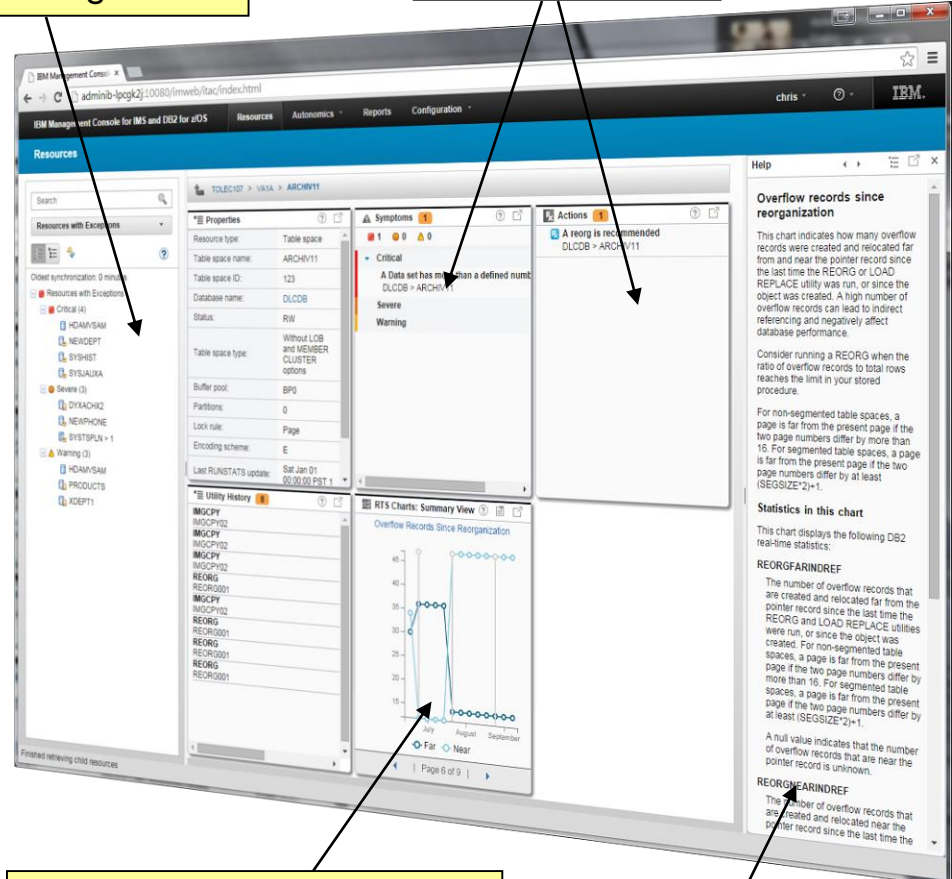 IBM Management Consol ×
adminib-lpcgk2j:10080/imweb/itac/index.html
IBM Management Console for IMS and DB2 for z/OS
Resources
Autonomics
Reports
Configuration
chris
IBM.
Resources
Search
Resources with Exceptions
Oldest synchronization: 0 minutes
Resources with Exceptions
Critical (4)
HDAMVSAM
NEWDEPT
SYSHIST
SYSJAUXA
Severe (3)
DYXACHX2
NEWPHONE
SYSTSPLN > 1
Warning (3)
HDAMVSAM
PRODUCTS
XDEPT1
Finished retrieving child resources
TOLEC107 > VA1A > ARCHIV11
Properties
Resource type: Table space
Table space name: ARCHIV11
Table space ID: 123
Database name: DLCDB
Status: RW
Table space type: Without LOB
and MEMBER
CLUSTER
options
Buffer pool: BP0
Partitions: 0
Lock rule: Page
Encoding scheme: E
Last RUNSTATS update: Sat Jan 01
00:00:00 PST 1
Symptoms 1
1 0 0
Critical
A Data set has more than a defined numb
DLCDB > ARCHIV11
Severe
Warning
Actions 1
A reorg is recommended
DLCDB > ARCHIV11
Utility History 8
IMGCPY
IMGCPY02
IMGCPY
IMGCPY02
IMGCPY
IMGCPY02
REORG
REORG001
IMGCPY
IMGCPY02
REORG
REORG001
REORG
REORG001
REORG
REORG001
RTS Charts: Summary View
Overflow Records Since Reorganization
45
40
35
30
25
20
15
July August September
Far Near
Page 6 of 9
Help
Overflow records since
reorganization
This chart indicates how many overflow
records were created and relocated far
from and near the pointer record since
the last time the REORG or LOAD
REPLACE utility was run, or since the
object was created. A high number of
overflow records can lead to indirect
referencing and negatively affect
database performance.
Consider running a REORG when the
ratio of overflow records to total rows
reaches the limit in your stored
procedure.
For non-segmented table spaces, a
page is far from the present page if the
two page numbers differ by more than
16. For segmented table spaces, a page
is far from the present page if the two
page numbers differ by at least
(SEGSIZE*2)+1.
Statistics in this chart
This chart displays the following DB2
real-time statistics:
REORGFARINDREF
The number of overflow records that
are created and relocated far from the
pointer record since the last time the
REORG and LOAD REPLACE utilities
were run, or since the object was
created. For non-segmented table
spaces, a page is far from the present
page if the two page numbers differ by
more than 16. For segmented table
spaces, a page is far from the present
page if the two page numbers differ by
at least (SEGSIZE*2)+1.
A null value indicates that the number
of overflow records that are near the
pointer record is unknown.
REORGNEARINDREF
The number of overflow records that
are created and relocated near the
pointer record since the last time the